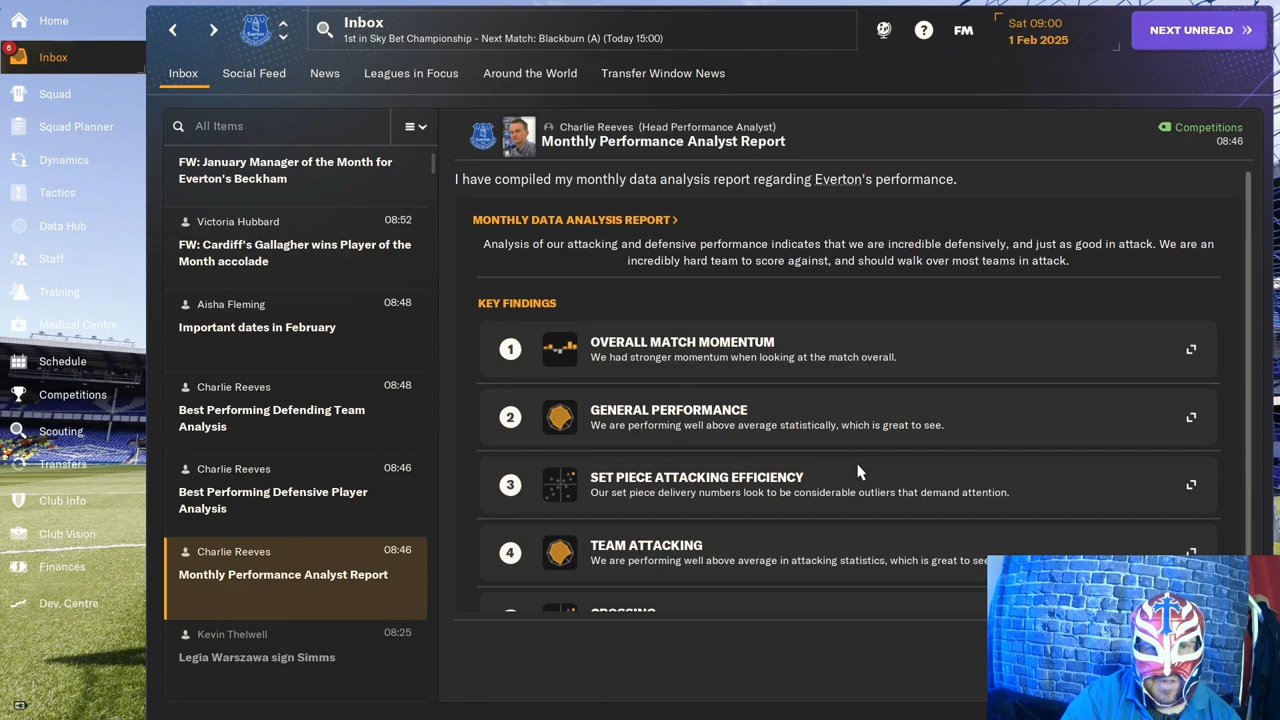 Home
6
Inbox
Squad
Squad Planner
Dynamics
Tactics
Data Hub
Staff
Training
Medical Centre
Schedule
Competitions
Scouting
Transfers
Club Info
Club Vision
Finances
Dev. Centre
Everton
Inbox
1st in Sky Bet Championship - Next Match: Blackburn (A) (Today 15:00)
?
FM
Sat 09:00
1 Feb 2025
NEXT UNREAD
Inbox Social Feed News Leagues in Focus Around the World Transfer Window News
All Items
FW: January Manager of the Month for
Everton's Beckham
Victoria Hubbard 08:52
FW: Cardiff's Gallagher wins Player of the
Month accolade
Aisha Fleming 08:48
Important dates in February
Charlie Reeves 08:48
Best Performing Defending Team
Analysis
Charlie Reeves 08:46
Best Performing Defensive Player
Analysis
Charlie Reeves 08:46
Monthly Performance Analyst Report
Kevin Thelwell 08:25
Legia Warszawa sign Simms
Charlie Reeves (Head Performance Analyst)
Monthly Performance Analyst Report
Competitions
08:46
I have compiled my monthly data analysis report regarding Everton's performance.
MONTHLY DATA ANALYSIS REPORT >
Analysis of our attacking and defensive performance indicates that we are incredible defensively, and just as good in attack. We are an
incredibly hard team to score against, and should walk over most teams in attack.
KEY FINDINGS
1
OVERALL MATCH MOMENTUM
We had stronger momentum when looking at the match overall.
2
GENERAL PERFORMANCE
We are performing well above average statistically, which is great to see.
3
SET PIECE ATTACKING EFFICIENCY
Our set piece delivery numbers look to be considerable outliers that demand attention.
4
TEAM ATTACKING
We are performing well above average in attacking statistics, which is great to see
CROSSING